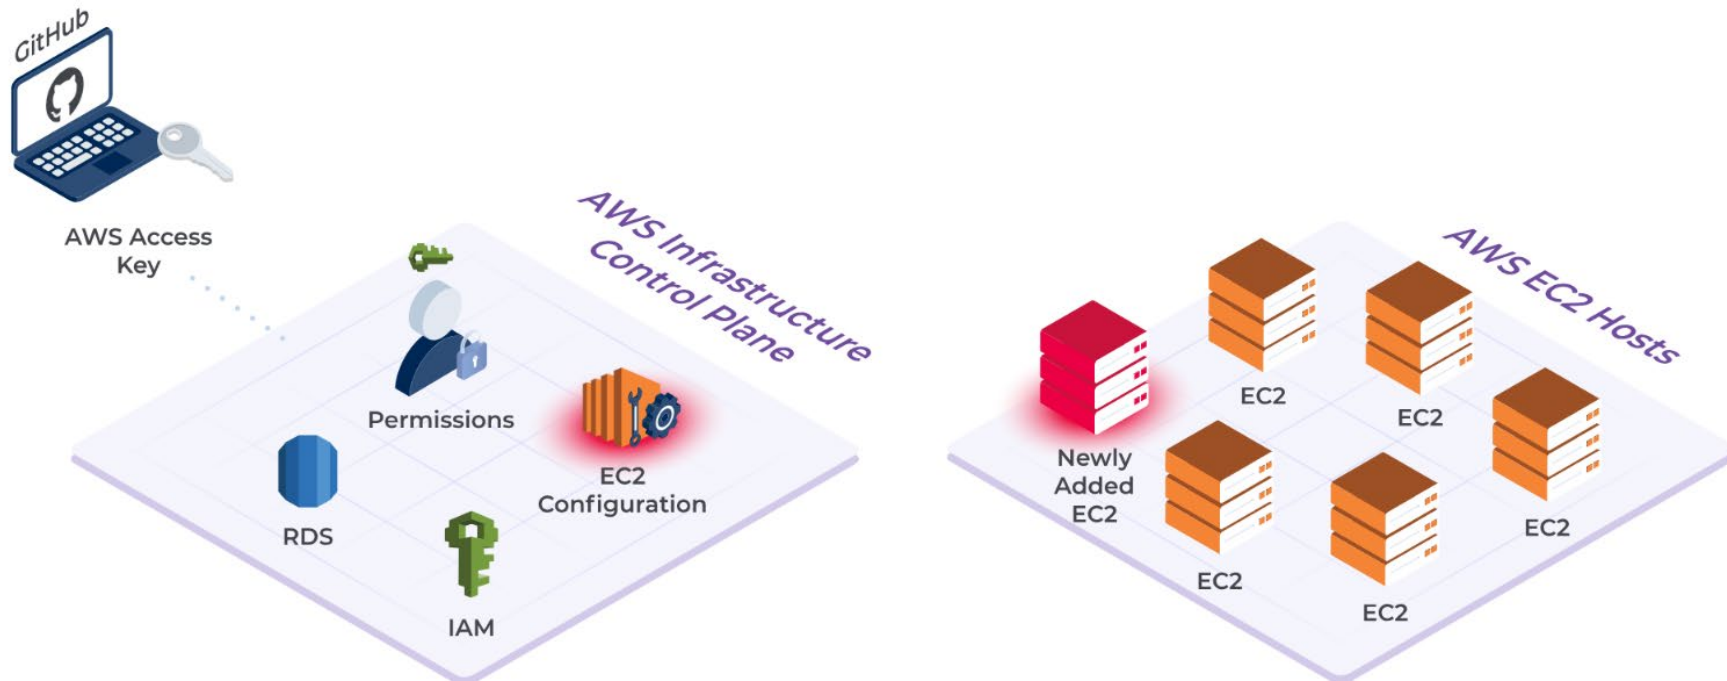 GitHub
AWS Access
Key
AWS Infrastructure
Control Plane
Permissions
EC2
Configuration
RDS
IAM
AWS EC2 Hosts
EC2
EC2
Newly
Added
EC2
EC2
EC2
EC2